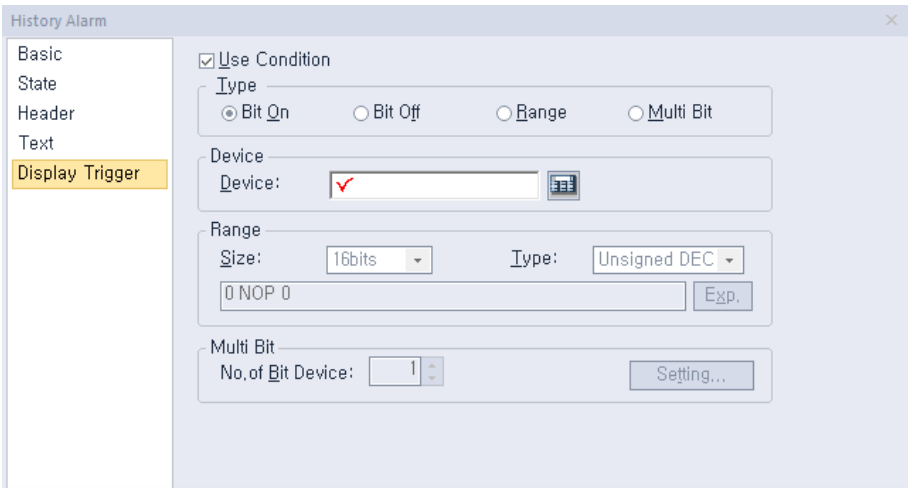 History Alarm
Basic
State
Header
Text
Display Trigger
Use Condition
Type
Bit On Bit Off Range Multi Bit
Device
Device:
Range
Size: 16bits Type: Unsigned DEC
0 NOP 0 Exp.
Multi Bit
No.of Bit Device: 1 Setting...